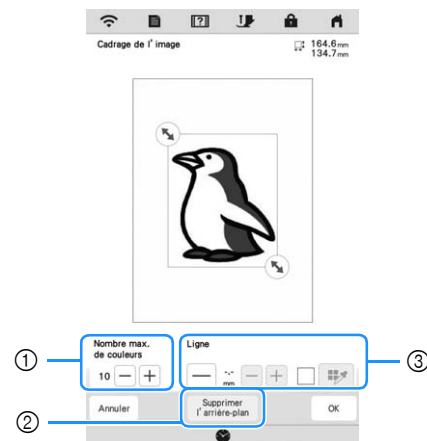 Cadrage de l'image
164.6mm
134.7mm
Nombre max.
de couleurs
Ligne
①
10 − +
-.-
mm
− +
③
②
Annuler
Supprimer
l'arrière-plan
OK